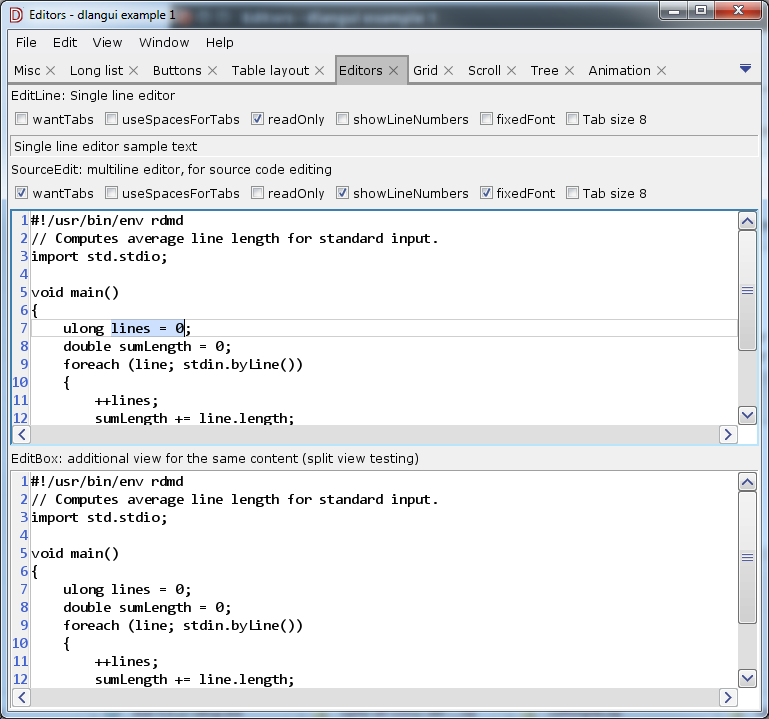 Editors - dlangui example 1
File Edit View Window Help
Misc Long list Buttons Table layout Editors Grid Scroll Tree Animation
EditLine: Single line editor
wantTabs useSpacesForTabs readOnly showLineNumbers fixedFont Tab size 8
Single line editor sample text
SourceEdit: multiline editor, for source code editing
wantTabs useSpacesForTabs readOnly showLineNumbers fixedFont Tab size 8
1 #!/usr/bin/env rdmd
2 // Computes average line length for standard input.
3 import std.stdio;
4
5 void main()
6 {
7     ulong lines = 0;
8     double sumLength = 0;
9     foreach (line; stdin.byLine())
10     {
11         ++lines;
12         sumLength += line.length;
EditBox: additional view for the same content (split view testing)
1 #!/usr/bin/env rdmd
2 // Computes average line length for standard input.
3 import std.stdio;
4
5 void main()
6 {
7     ulong lines = 0;
8     double sumLength = 0;
9     foreach (line; stdin.byLine())
10     {
11         ++lines;
12         sumLength += line.length;